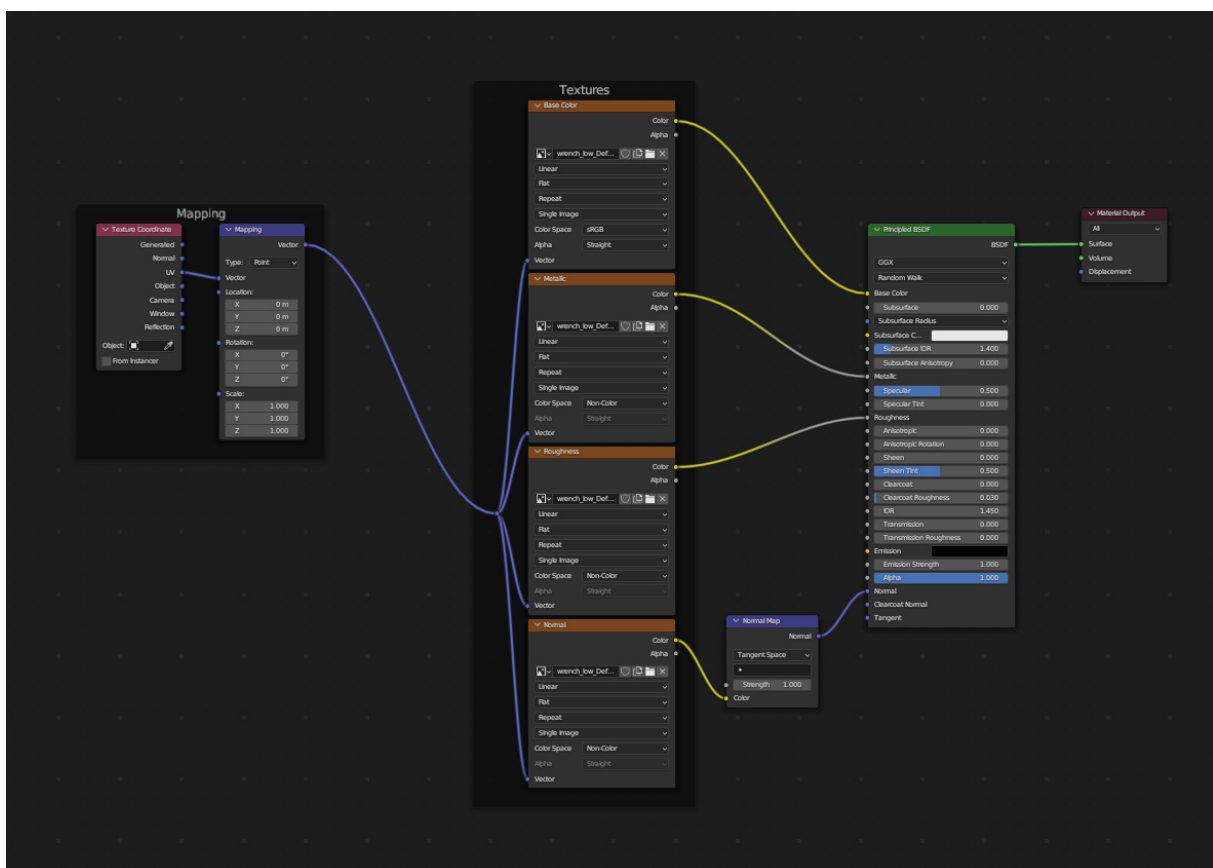 Mapping
Texture Coordinate
Generated
Normal
UV
Object
Camera
Window
Reflection
Object:
From Instancer
Mapping
Vector
Type: Point
Vector
Location:
X 0 m
Y 0 m
Z 0 m
Rotation:
X 0°
Y 0°
Z 0°
Scale:
X 1.000
Y 1.000
Z 1.000
Textures
Base Color
Color
Alpha
wrench_low_Def...
Linear
Flat
Repeat
Single Image
Color Space sRGB
Alpha Straight
Vector
Metallic
Color
Alpha
wrench_low_Def...
Linear
Flat
Repeat
Single Image
Color Space Non-Color
Alpha Straight
Vector
Roughness
Color
Alpha
wrench_low_Def...
Linear
Flat
Repeat
Single Image
Color Space Non-Color
Alpha Straight
Vector
Normal
Color
Alpha
wrench_low_Def...
Linear
Flat
Repeat
Single Image
Color Space Non-Color
Alpha Straight
Vector
Normal Map
Normal
Tangent Space
Strength 1.000
Color
Principled BSDF
BSDF
GGX
Random Walk
Base Color
Subsurface 0.000
Subsurface Radius
Subsurface C...
Subsurface IOR 1.400
Subsurface Anisotropy 0.000
Metallic
Specular 0.500
Specular Tint 0.000
Roughness
Anisotropic 0.000
Anisotropic Rotation 0.000
Sheen 0.000
Sheen Tint 0.500
Clearcoat 0.000
Clearcoat Roughness 0.030
IOR 1.450
Transmission 0.000
Transmission Roughness 0.000
Emission
Emission Strength 1.000
Alpha 1.000
Normal
Clearcoat Normal
Tangent
Material Output
All
Surface
Volume
Displacement